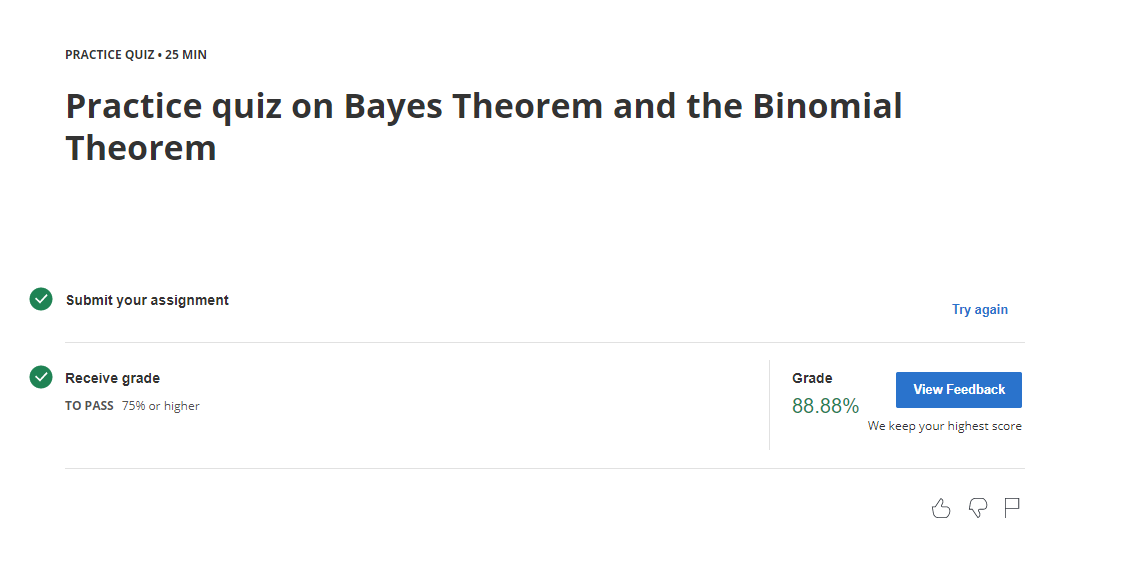 PRACTICE QUIZ • 25 MIN
Practice quiz on Bayes Theorem and the Binomial
Theorem
Submit your assignment
Try again
Receive grade
TO PASS 75% or higher
Grade
88.88%
View Feedback
We keep your highest score